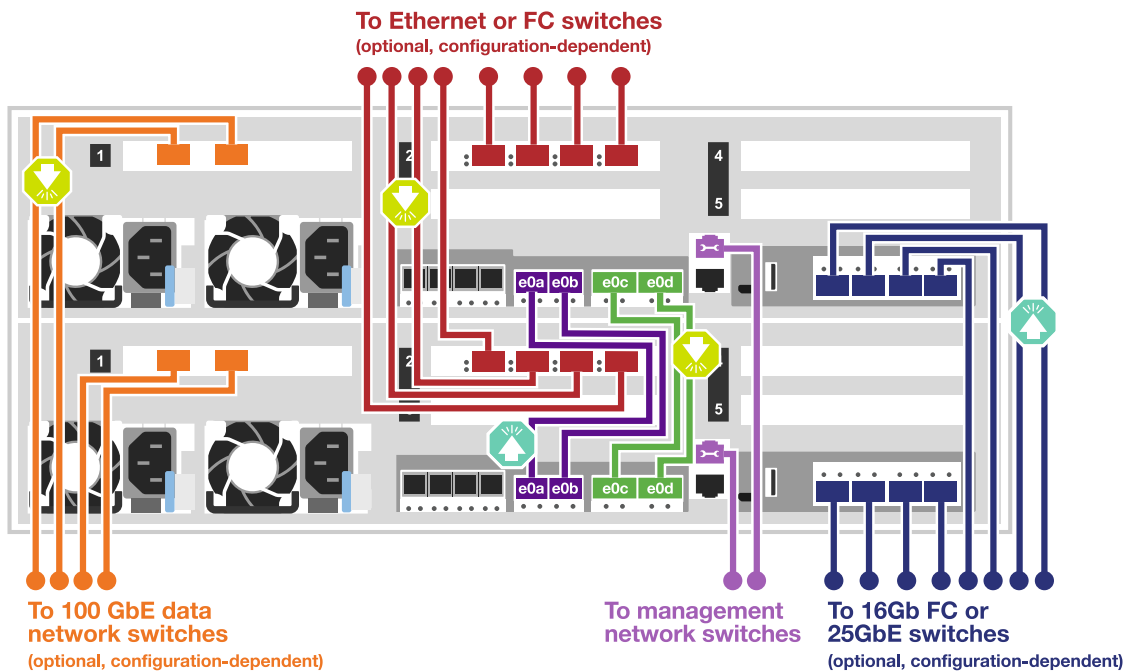 To Ethernet or FC switches
(optional, configuration-dependent)
1
2
4
5
e0a e0b e0c e0d
1
2
5
e0a e0b e0c e0d
To 100 GbE data
network switches
(optional, configuration-dependent)
To management
network switches
To 16Gb FC or
25GbE switches
(optional, configuration-dependent)